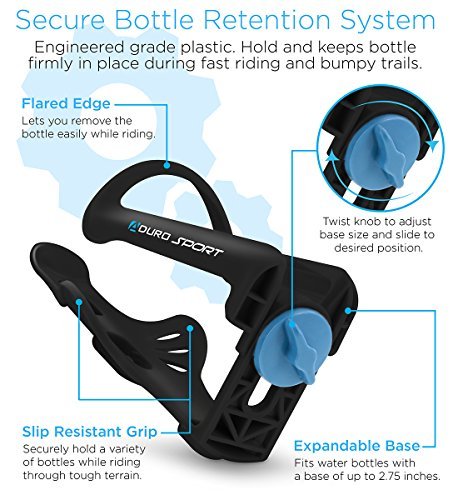 Secure Bottle Retention System
Engineered grade plastic. Hold and keeps bottle
firmly in place during fast riding and bumpy trails.
Flared Edge
Lets you remove the
bottle easily while riding.
Twist knob to adjust
base size and slide to
desired position.
ADURO SPORT
Slip Resistant Grip
Securely hold a variety
of bottles while riding
through tough terrain.
Expandable Base
Fits water bottles with
a base of up to 2.75 inches.